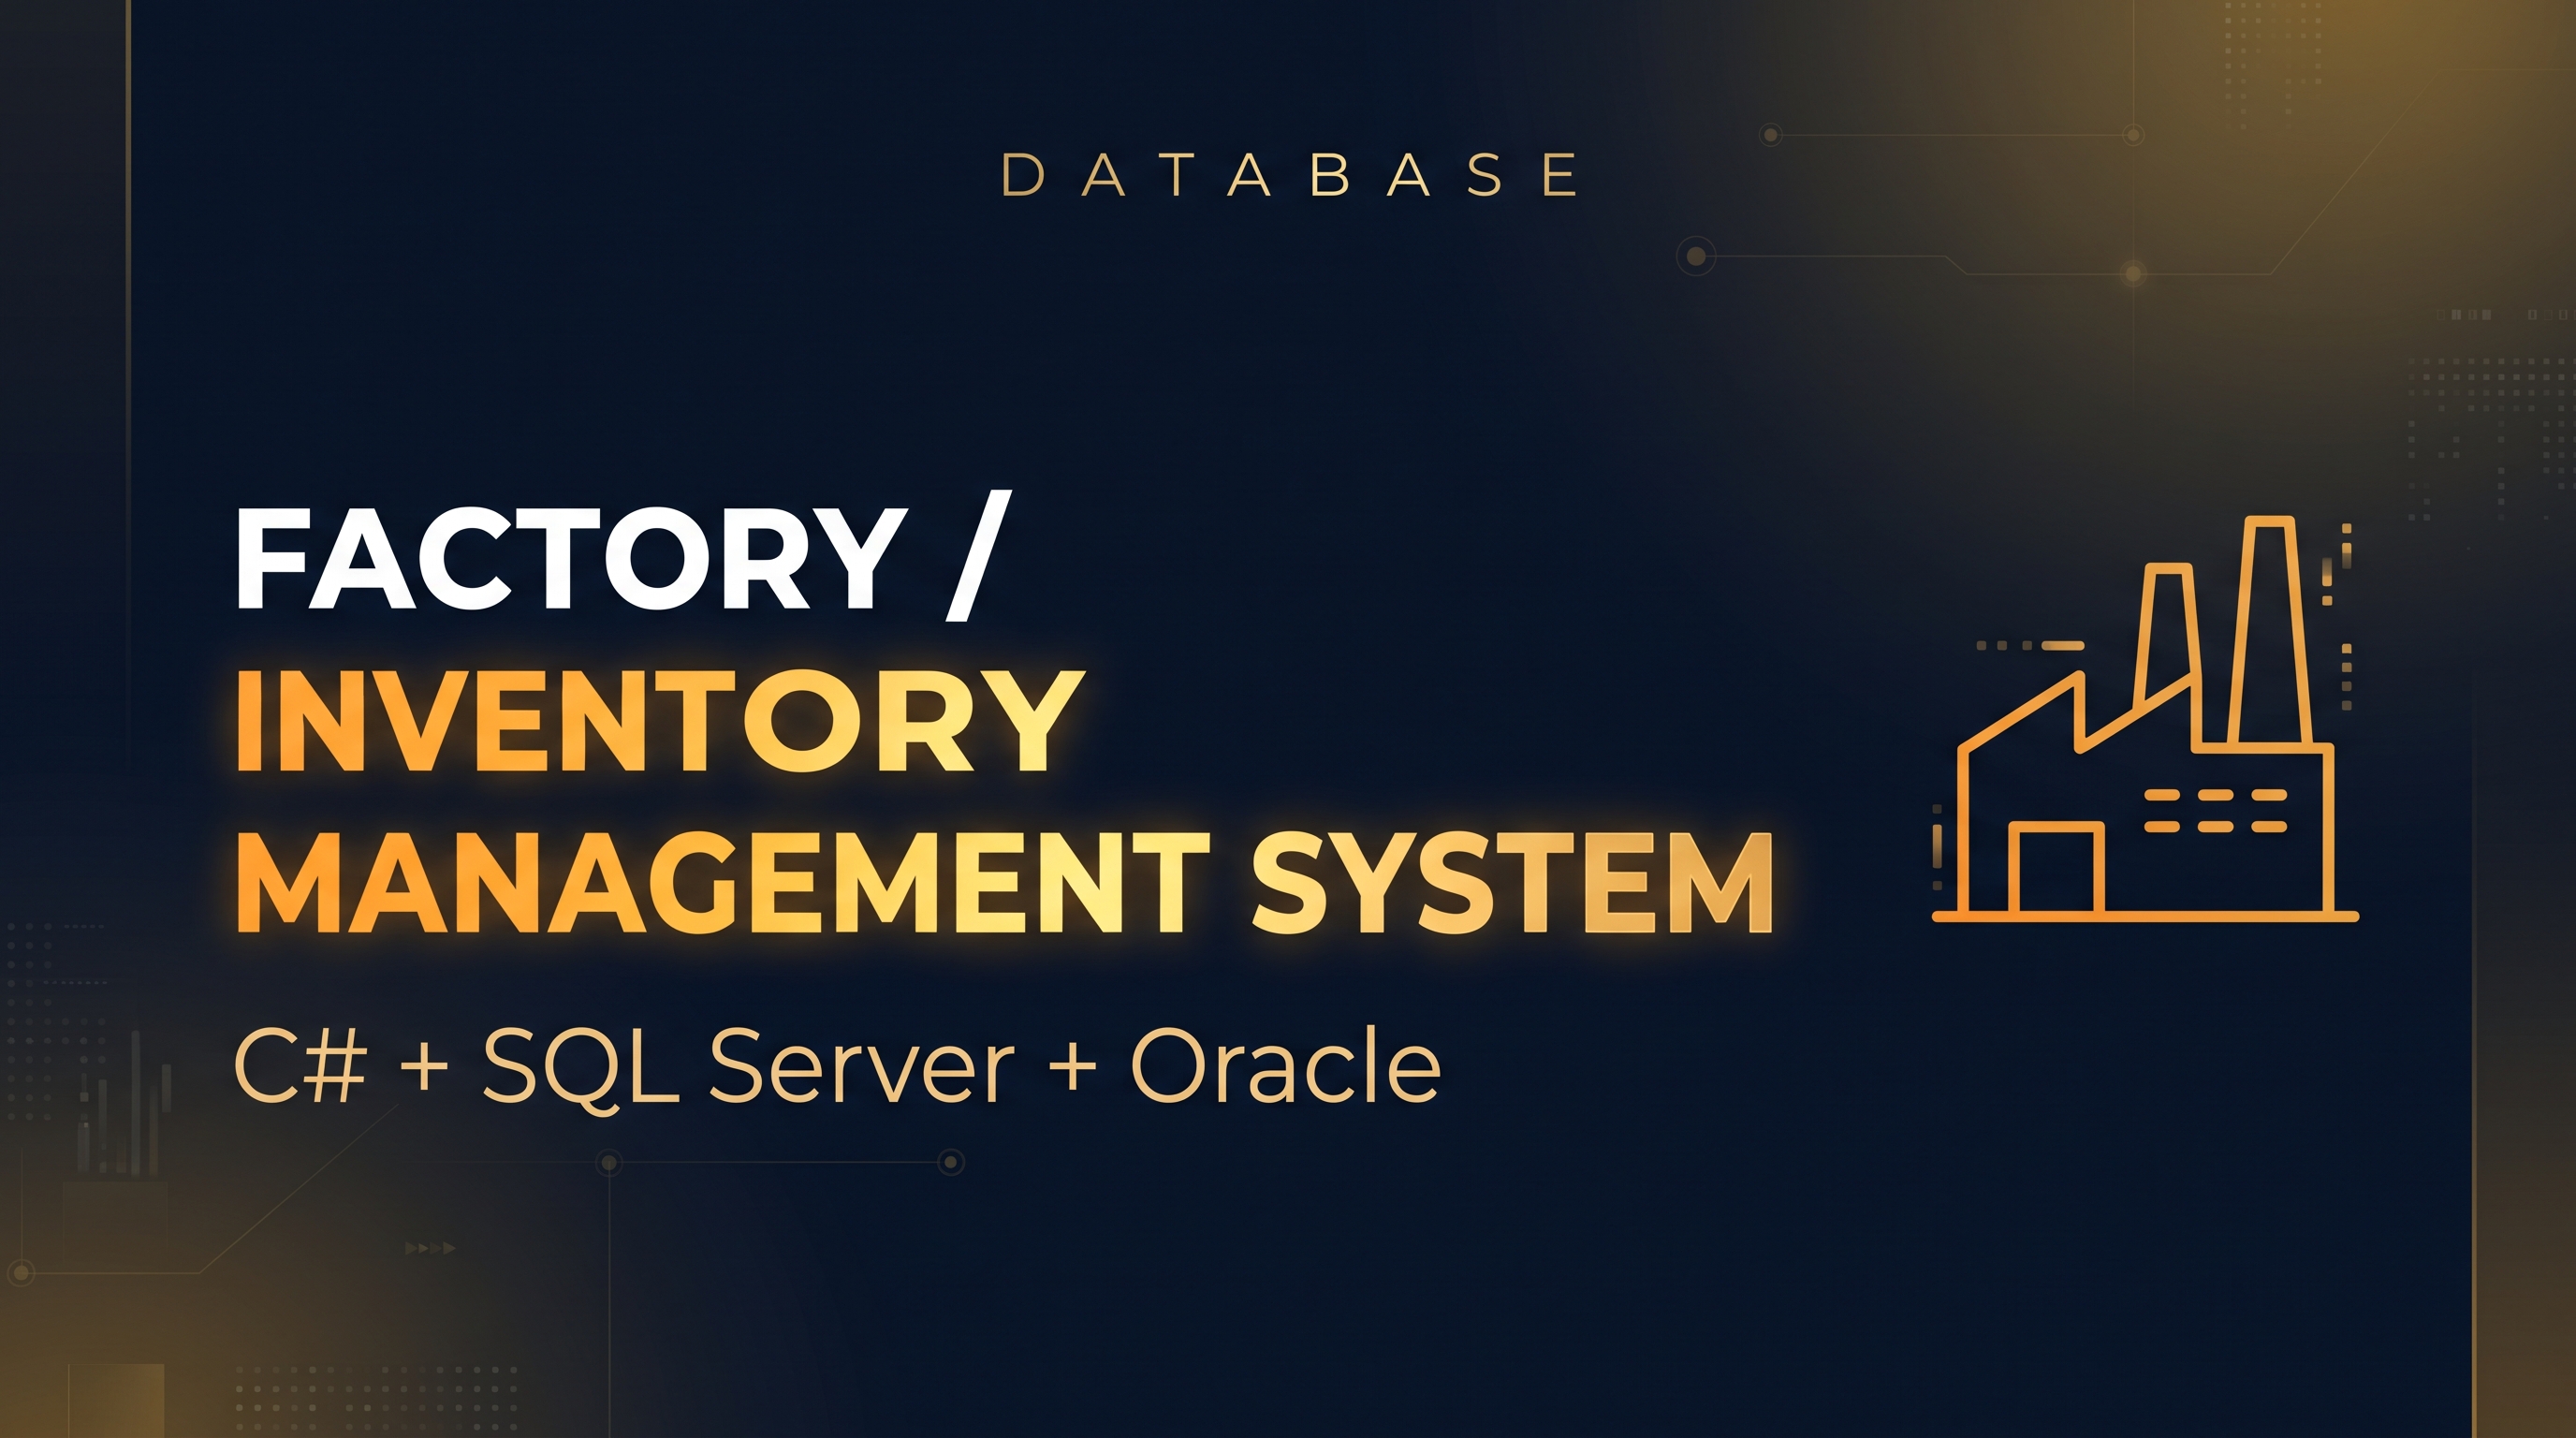 DATABASE
FACTORY /
INVENTORY
MANAGEMENT SYSTEM
C# + SQL Server + Oracle